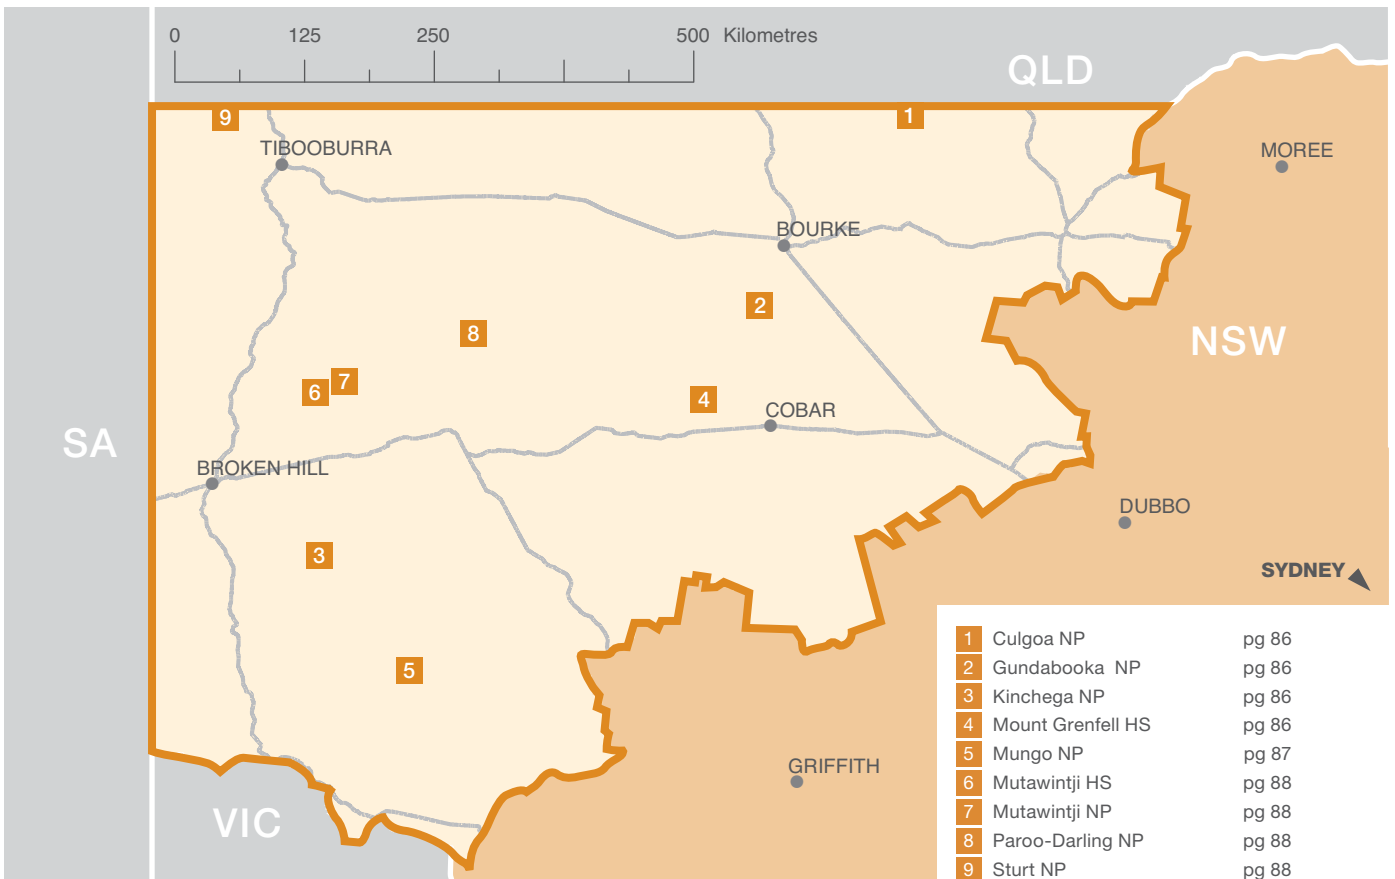 0 125 250 500 Kilometres
QLD
9
1
TIBOOBURRA
MOREE
BOURKE
2
8
NSW
7
6
4
COBAR
SA
BROKEN HILL
DUBBO
3
SYDNEY
5
GRIFFITH
VIC
1 Culgoa NP pg 86
2 Gundabooka NP pg 86
3 Kinchega NP pg 86
4 Mount Grenfell HS pg 86
5 Mungo NP pg 87
6 Mutawintji HS pg 88
7 Mutawintji NP pg 88
8 Paroo-Darling NP pg 88
9 Sturt NP pg 88